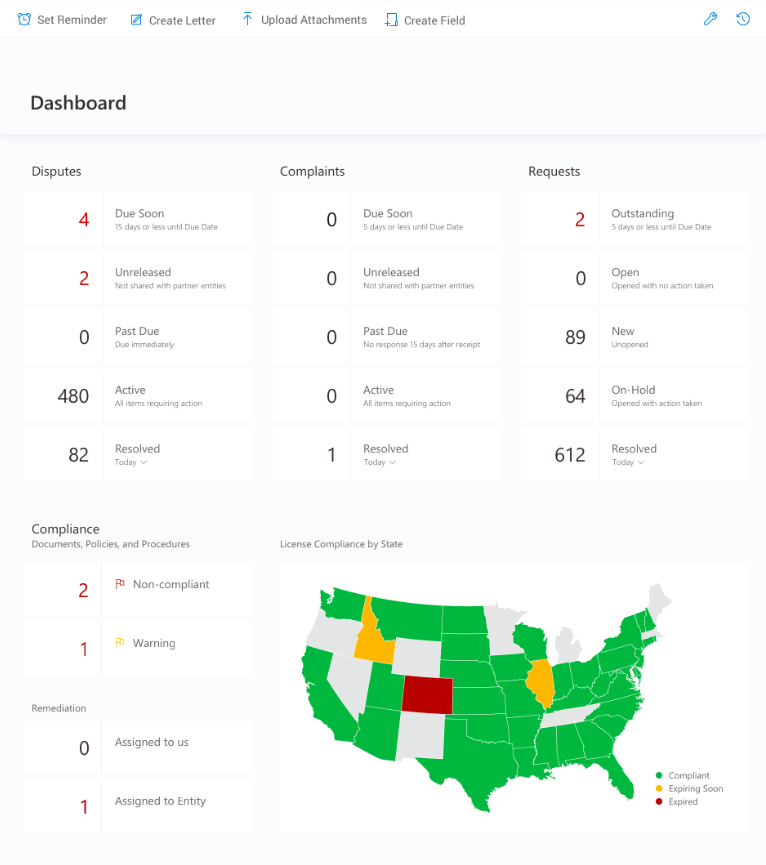 Set Reminder
Create Letter
Upload Attachments
Create Field
Dashboard
Disputes
4
Due Soon
15 days or less until Due Date
2
Unreleased
Not shared with partner entities
0
Past Due
Due immediately
480
Active
All items requiring action
82
Resolved
Today
Complaints
0
Due Soon
5 days or less until Due Date
0
Unreleased
Not shared with partner entities
0
Past Due
No response 15 days after receipt
0
Active
All items requiring action
1
Resolved
Today
Requests
2
Outstanding
5 days or less until Due Date
0
Open
Opened with no action taken
89
New
Unopened
64
On-Hold
Opened with action taken
612
Resolved
Today
Compliance
Documents, Policies, and Procedures
2
Non-compliant
1
Warning
Remediation
0
Assigned to us
1
Assigned to Entity
License Compliance by State
Compliant
Expiring Soon
Expired